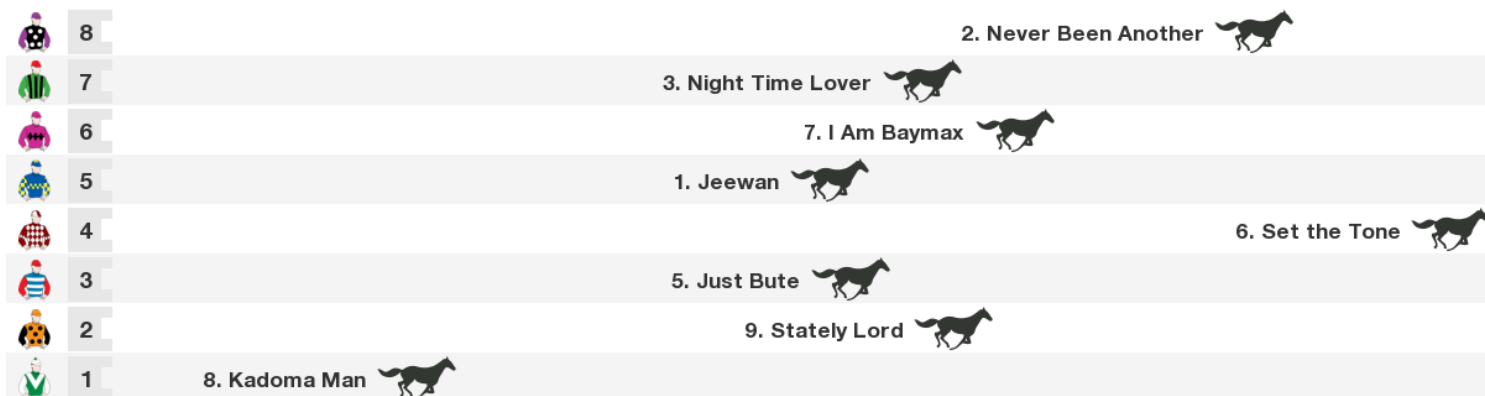 8 2. Never Been Another
7 3. Night Time Lover
6 7. I Am Baymax
5 1. Jeewan
4 6. Set the Tone
3 5. Just Bute
2 9. Stately Lord
1 8. Kadoma Man